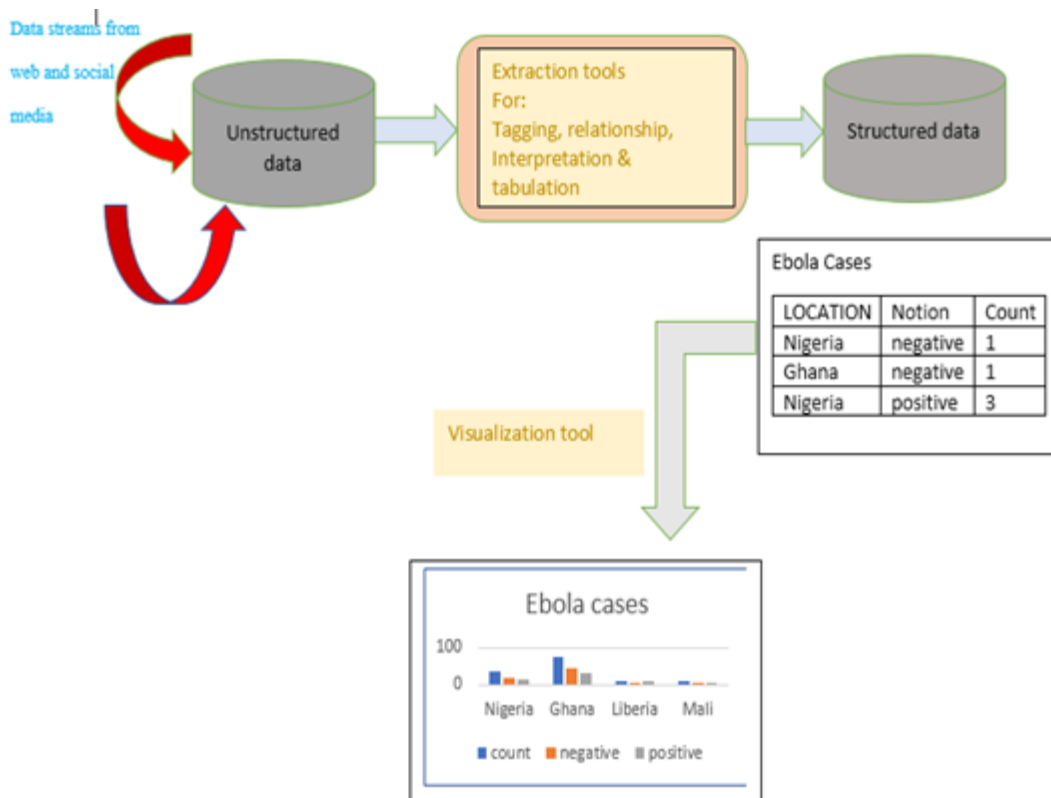 Data streams from
web and social
media
Unstructured
data
Extraction tools
For:
Tagging, relationship,
Interpretation &
tabulation
Structured data
Ebola Cases
LOCATION Notion Count
Nigeria negative 1
Ghana negative 1
Nigeria positive 3
Visualization tool
Ebola cases
100
0
Nigeria Ghana Liberia Mali
count negative positive